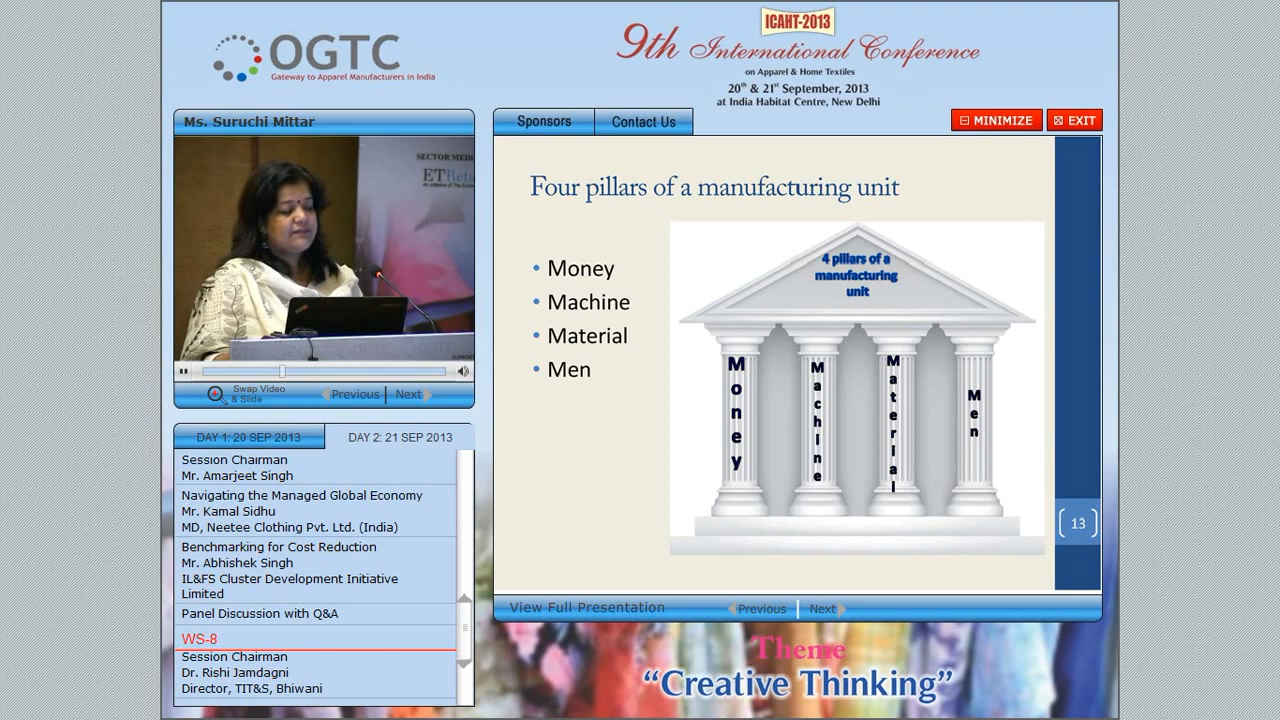 OGTC
Gateway to Apparel Manufacturers in India
ICAHT-2013
9th International Conference
on Apparel & Home Textiles
20th & 21st September, 2013
at India Habitat Centre, New Delhi
Ms. Suruchi Mittar
Sponsors
Contact Us
MINIMIZE
EXIT
SECTOR MEDI
ETReta
Swap Video
& Slide
Previous
Next
Four pillars of a manufacturing unit
• Money
• Machine
• Material
• Men
4 pillars of a
manufacturing
unit
Money
Machine
Material
Men
13
View Full Presentation
Previous
Next
DAY 1: 20 SEP 2013
DAY 2: 21 SEP 2013
Session Chairman
Mr. Amarjeet Singh
Navigating the Managed Global Economy
Mr. Kamal Sidhu
MD, Neetee Clothing Pvt. Ltd. (India)
Benchmarking for Cost Reduction
Mr. Abhishek Singh
IL&FS Cluster Development Initiative
Limited
Panel Discussion with Q&A
WS-8
Session Chairman
Dr. Rishi Jamdagni
Director, TIT&S, Bhiwani
Theme
“Creative Thinking”